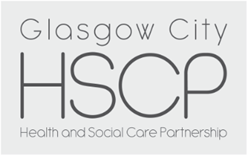 Glasgow City
HSCP
Health and Social Care Partnership